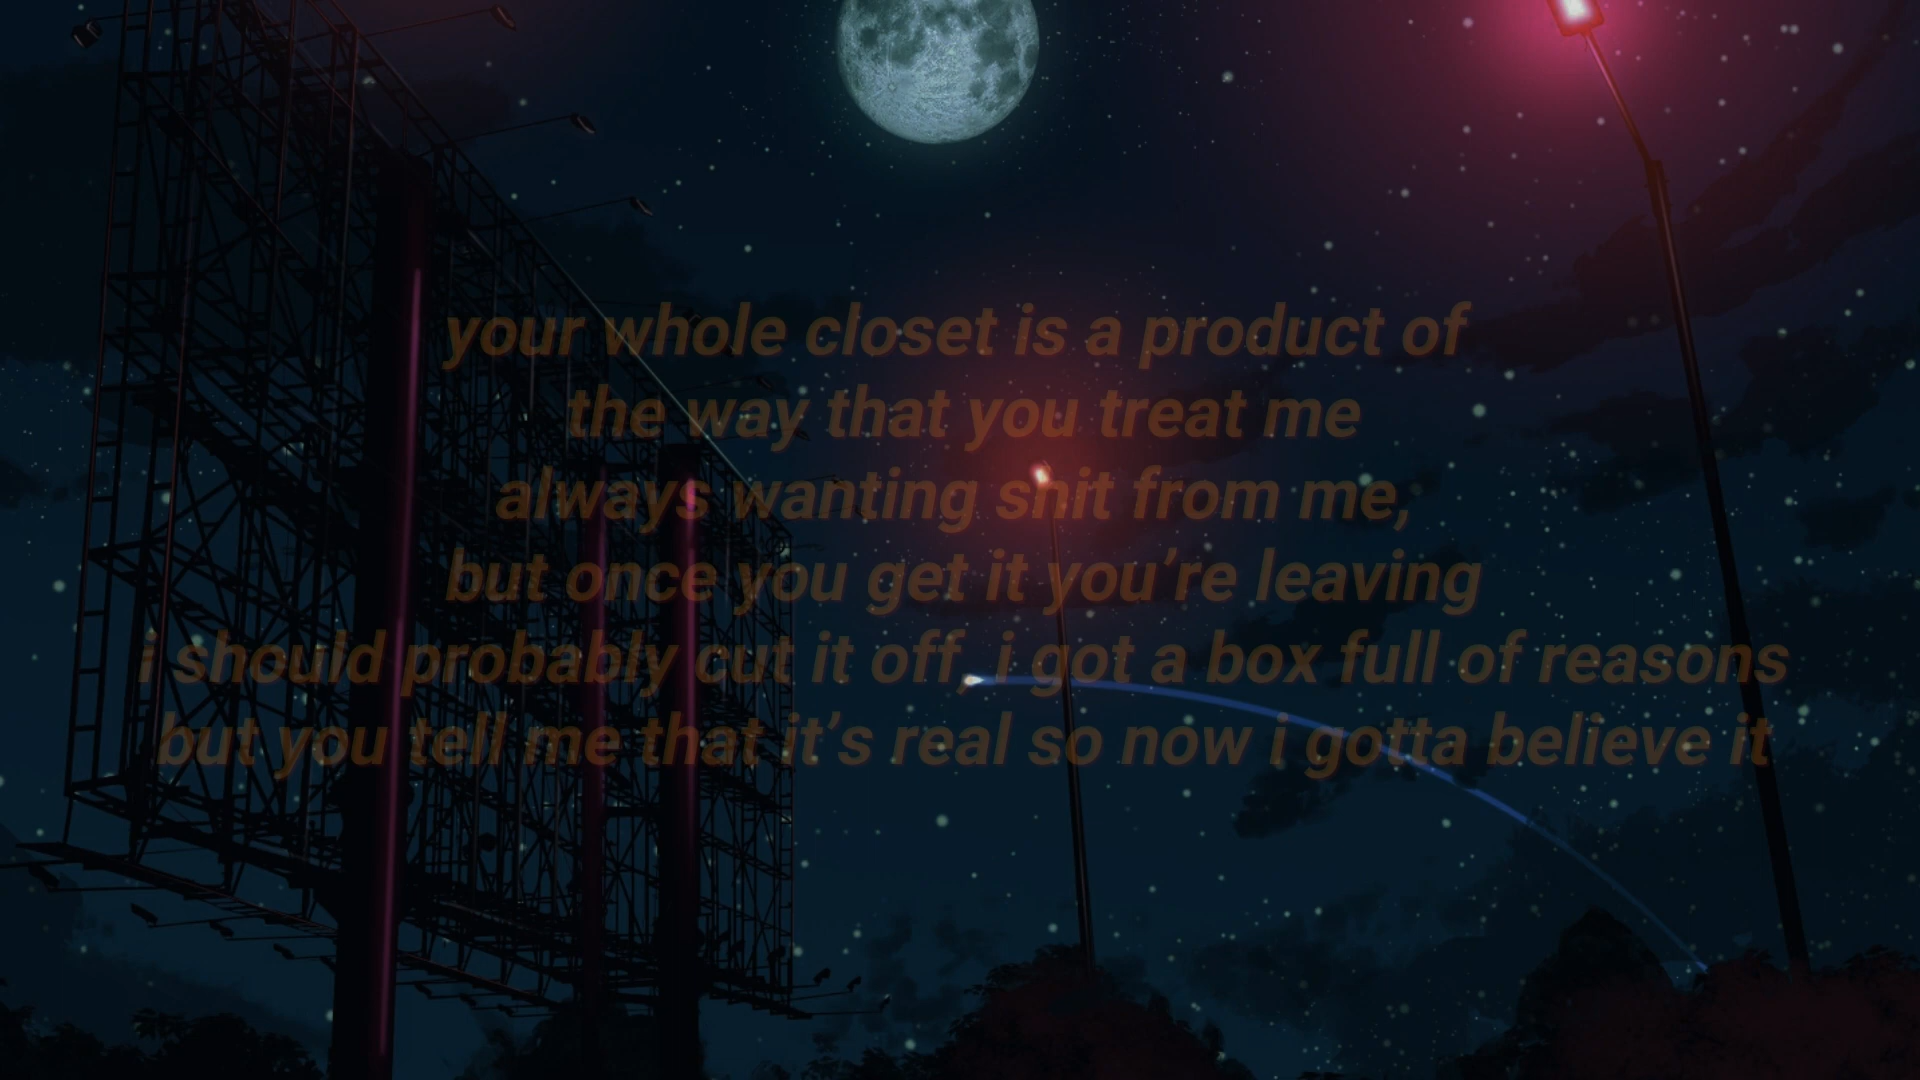 your whole closet is a product of
the way that you treat me
always wanting shit from me,
but once you get it you’re leaving
i should probably cut it off, i got a box full of reasons
but you tell me that it’s real so now i gotta believe it